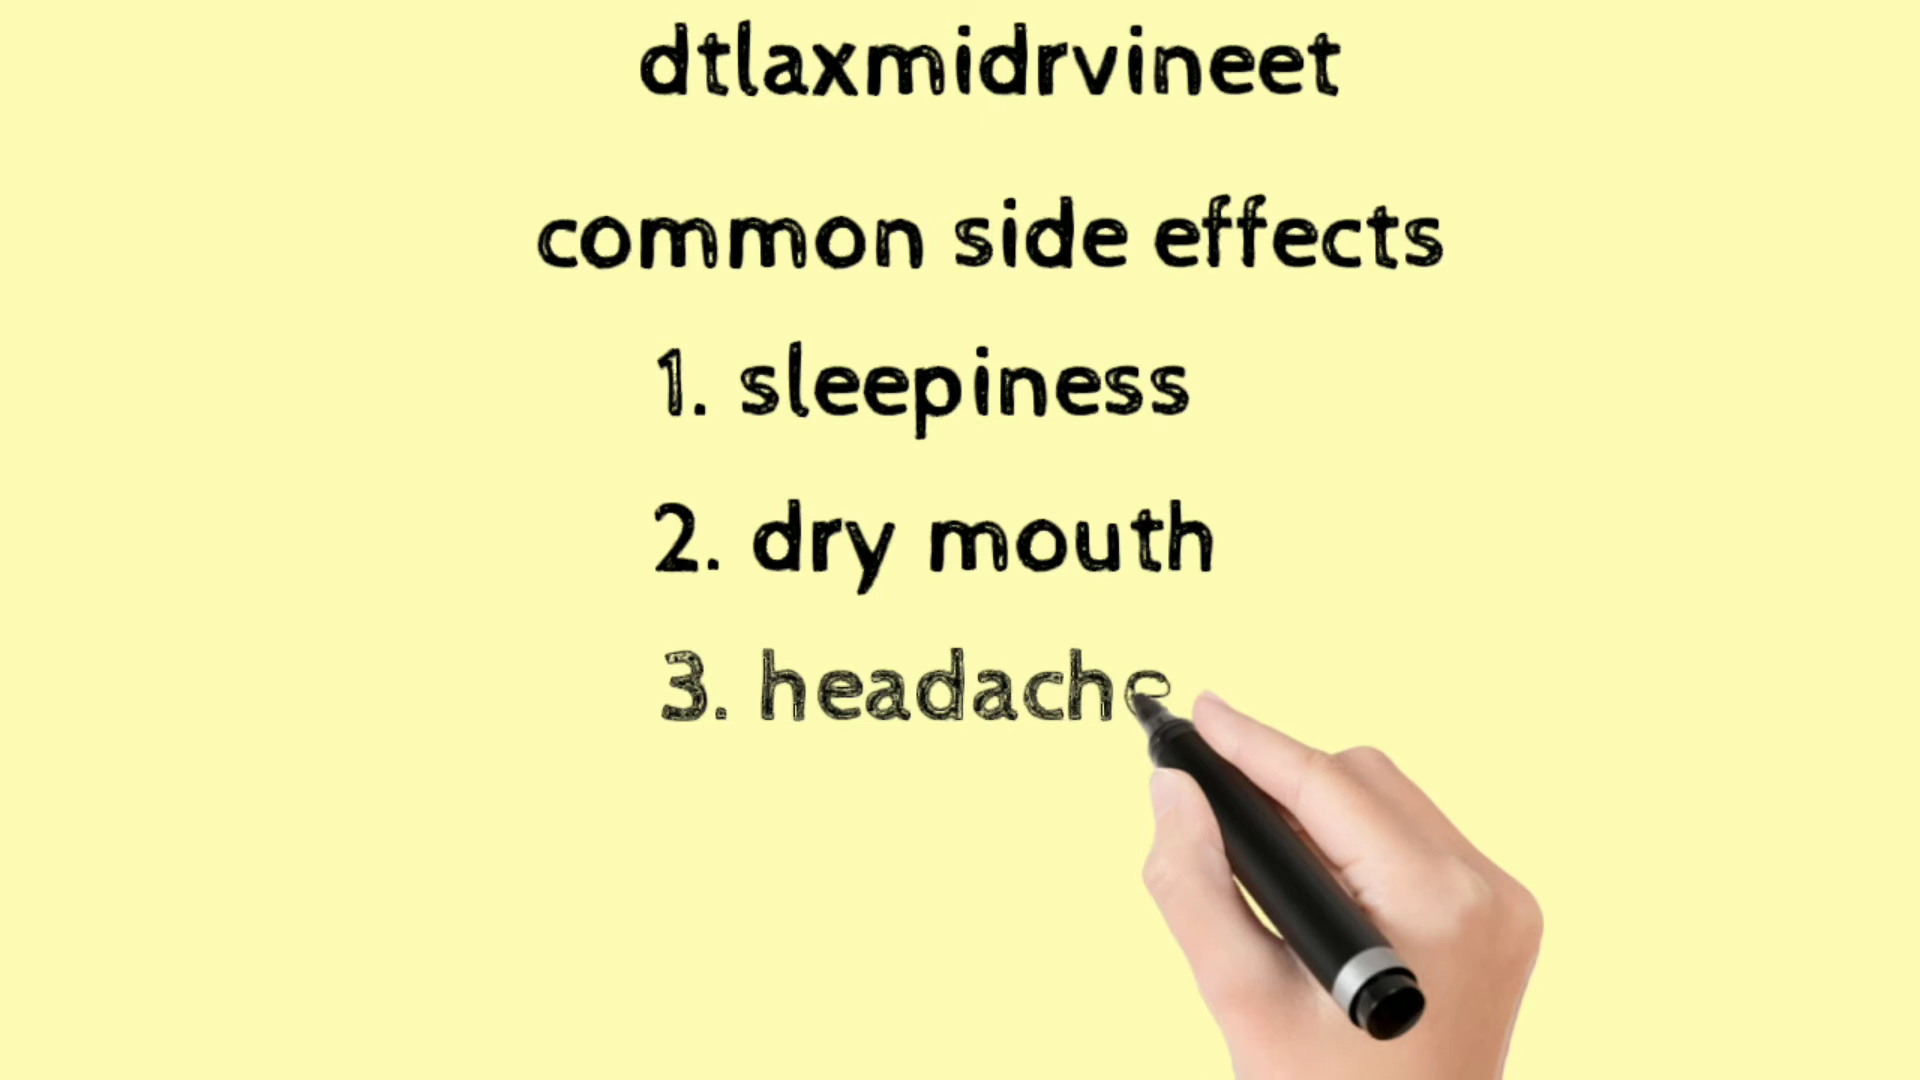 dtlaxmidrvineet
common side effects
1. sleepiness
2. dry mouth
3. headache